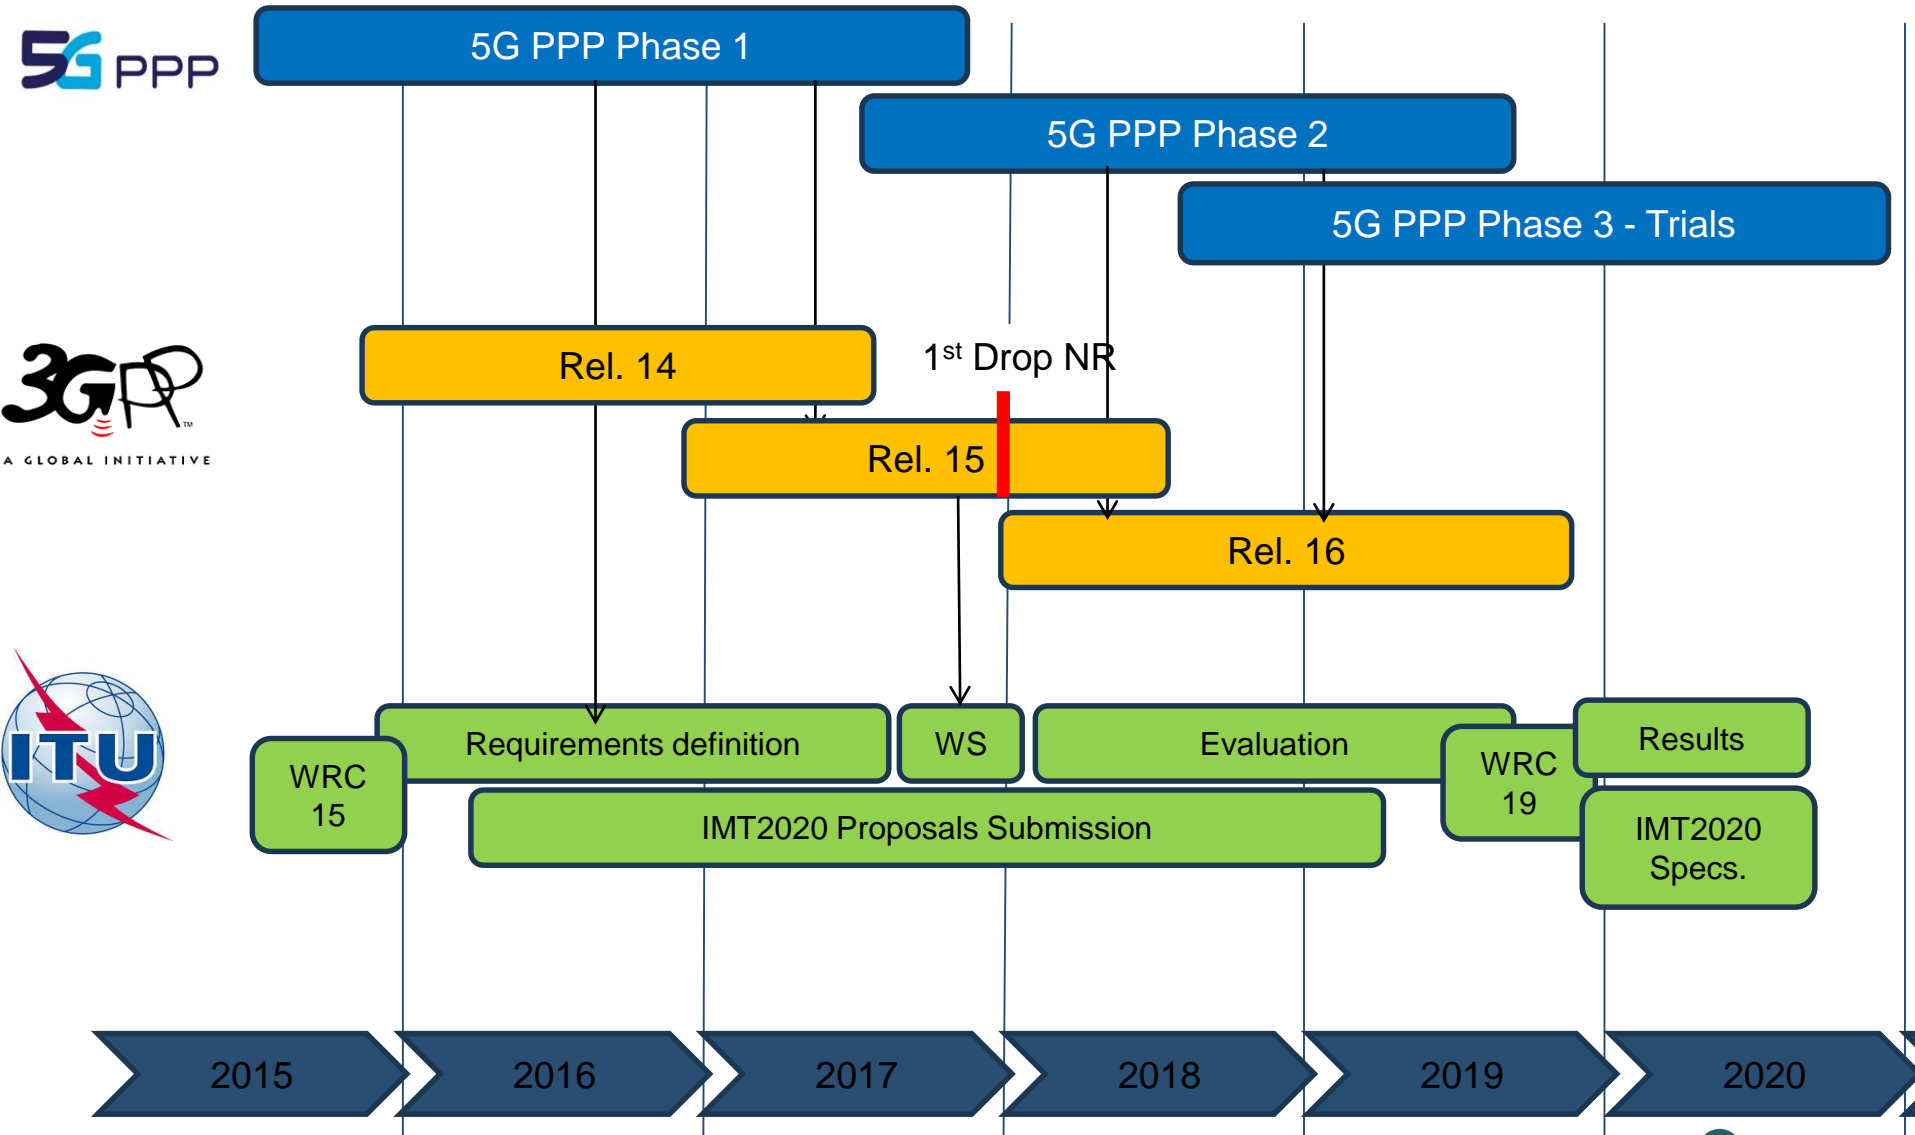 5G PPP
5G PPP Phase 1
5G PPP Phase 2
5G PPP Phase 3 - Trials
3GPP
TM
A GLOBAL INITIATIVE
Rel. 14
1st Drop NR
Rel. 15
Rel. 16
ITU
WRC
15
Requirements definition
WS
Evaluation
WRC
19
Results
IMT2020 Proposals Submission
IMT2020
Specs.
2015
2016
2017
2018
2019
2020